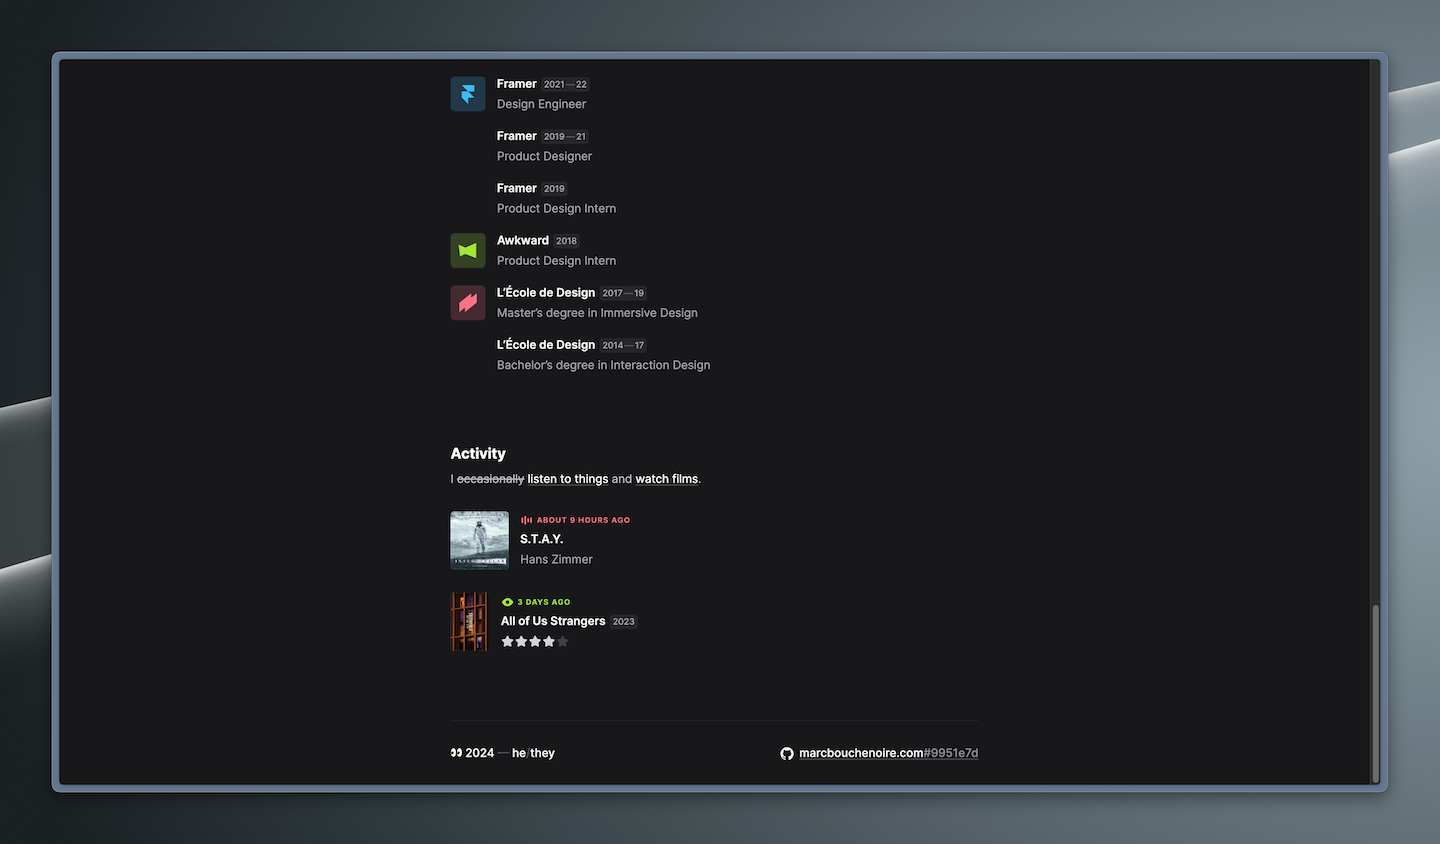 Framer 2021—22
Design Engineer
Framer 2019—21
Product Designer
Framer 2019
Product Design Intern
Awkward 2018
Product Design Intern
L’École de Design 2017—19
Master’s degree in Immersive Design
L’École de Design 2014—17
Bachelor’s degree in Interaction Design
Activity
I occasionally listen to things and watch films.
ABOUT 9 HOURS AGO
S.T.A.Y.
Hans Zimmer
3 DAYS AGO
All of Us Strangers 2023
👀 2024 — he/they
marcbouchenoire.com#9951e7d